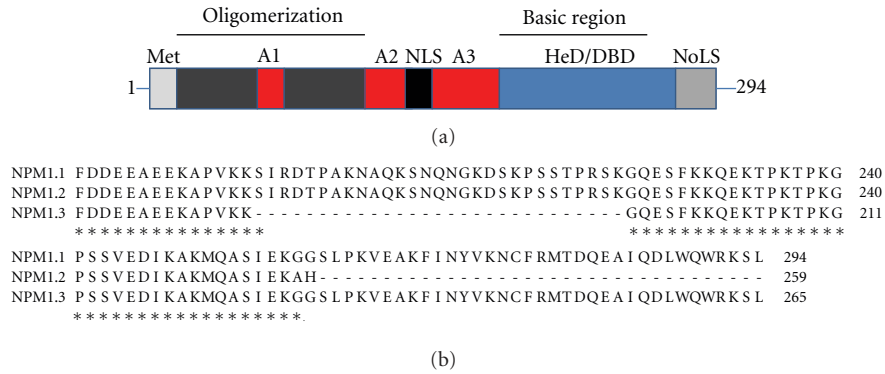 Oligomerization Basic region
Met A1 A2 NLS A3 HeD/DBD NoLS
1 294
(a)
NPM1.1 FDDEEAEEKAPVKKSIRDTPAKNAQKSNQNGKDSKPSSTPRSKGQESFKKQEKTPKTPKG 240
NPM1.2 FDDEEAEEKAPVKKSIRDTPAKNAQKSNQNGKDSKPSSTPRSKGQESFKKQEKTPKTPKG 240
NPM1.3 FDDEEAEEKAPVKK-----------------------------GQESFKKQEKTPKTPKG 211
*************** *****************
NPM1.1 PSSVEDIKAKMQASIEKGGSLPKVEAKFINYVKNCFRMTDQEAIQDLWQWRKSL 294
NPM1.2 PSSVEDIKAKMQASIEKAH----------------------------------- 259
NPM1.3 PSSVEDIKAKMQASIEKGGSLPKVEAKFINYVKNCFRMTDQEAIQDLWQWRKSL 265
*****************.
(b)